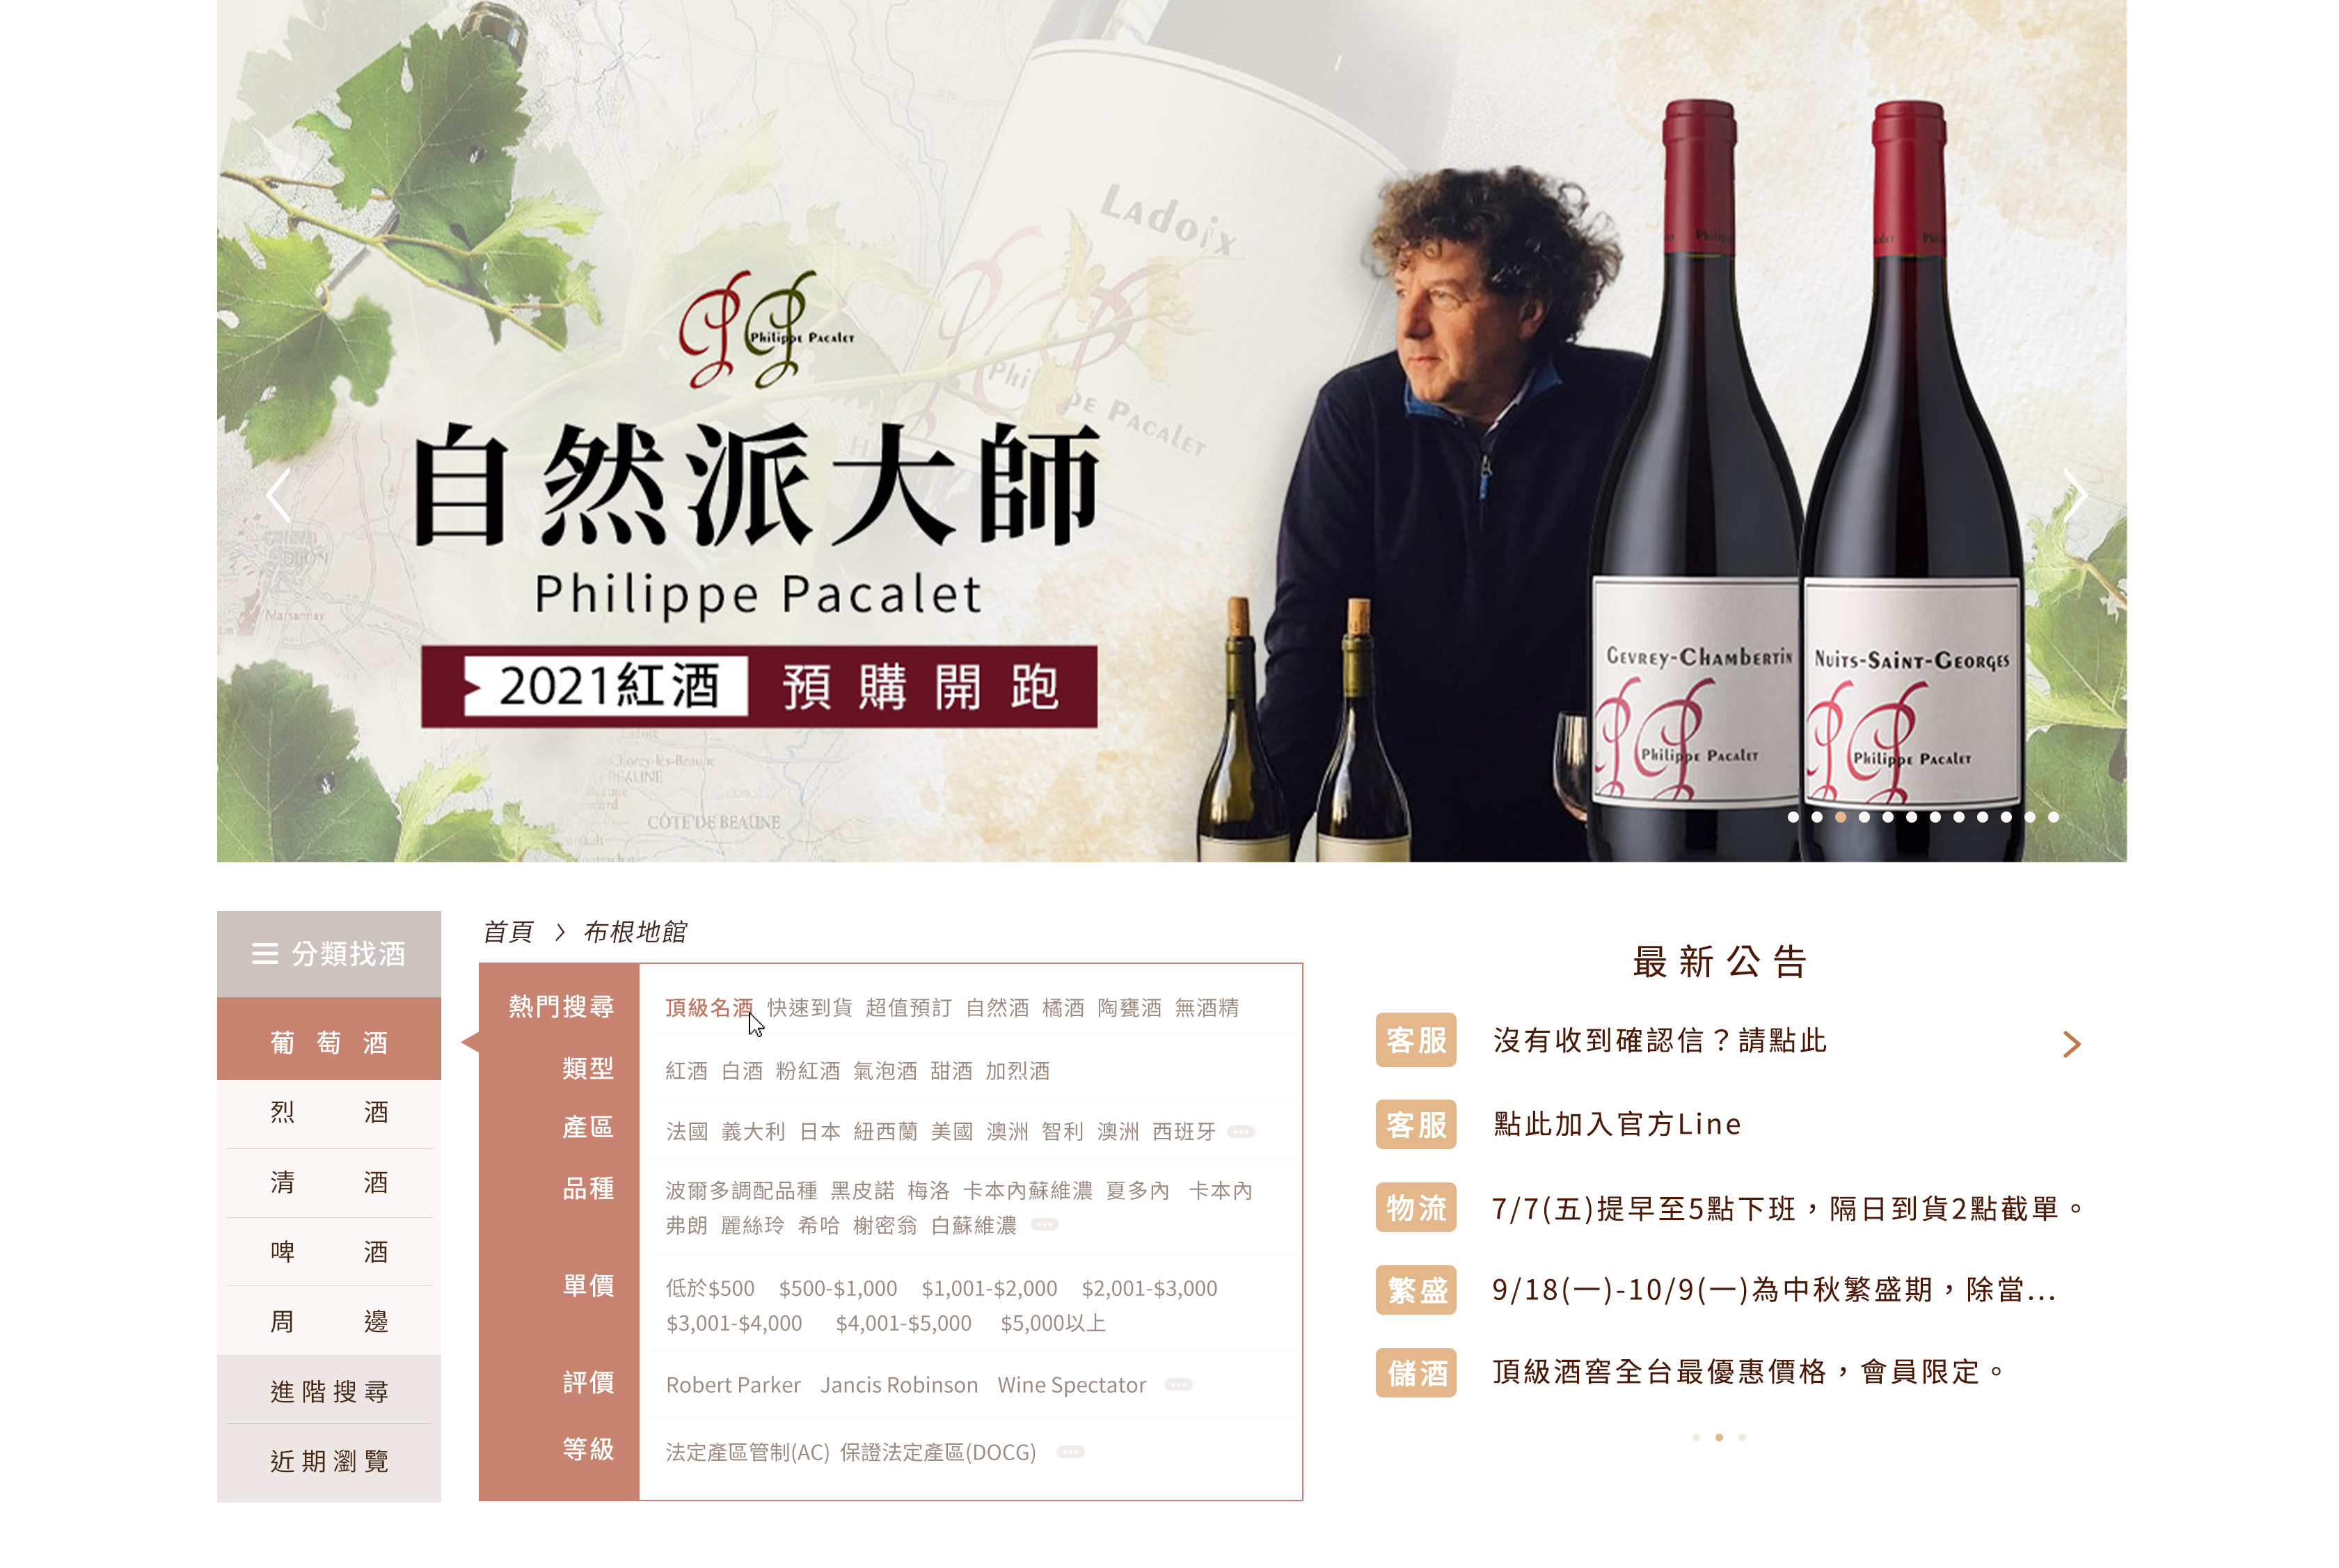 Ladoix
Philippe Pacalet
自然派大師
Philippe Pacalet
2021紅酒 預購開跑
Gevrey-Chambertin
Philippe Pacalet
Nuits-Saint-Georges
Philippe Pacalet
DIJON
Marsannay
Ladoix
Chorey-lès-Beaune
BEAUNE
Beaune
CÔTE DE BEAUNE
分類找酒
葡萄酒
烈酒
清酒
啤酒
周邊
進階搜尋
近期瀏覽
首頁 > 布根地館
熱門搜尋 頂級名酒 快速到貨 超值預訂 自然酒 橘酒 陶甕酒 無酒精
類型 紅酒 白酒 粉紅酒 氣泡酒 甜酒 加烈酒
產區 法國 義大利 日本 紐西蘭 美國 澳洲 智利 澳洲 西班牙
品種 波爾多調配品種 黑皮諾 梅洛 卡本內蘇維濃 夏多內 卡本內
弗朗 麗絲玲 希哈 榭密翁 白蘇維濃
單價 低於$500 $500-$1,000 $1,001-$2,000 $2,001-$3,000
$3,001-$4,000 $4,001-$5,000 $5,000以上
評價 Robert Parker Jancis Robinson Wine Spectator
等級 法定產區管制(AC) 保證法定產區(DOCG)
最新公告
客服 沒有收到確認信？請點此
客服 點此加入官方Line
物流 7/7(五)提早至5點下班，隔日到貨2點截單。
繁盛 9/18(一)-10/9(一)為中秋繁盛期，除當...
儲酒 頂級酒窖全台最優惠價格，會員限定。